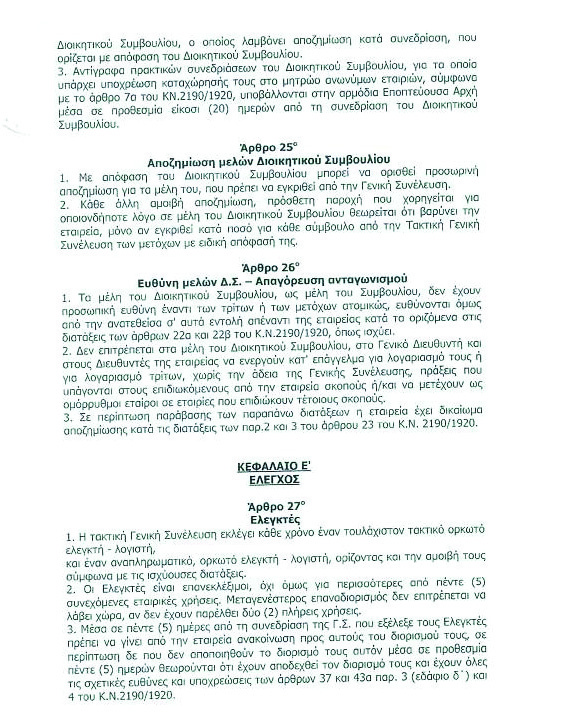 Διοικητικού Συμβουλίου, ο οποίος λαμβάνει αποζημίωση κατά συνεδρίαση, που
ορίζεται με απόφαση του Διοικητικού Συμβουλίου.
3. Αντίγραφα πρακτικών συνεδριάσεων του Διοικητικού Συμβουλίου, για τα οποία
υπάρχει υποχρέωση καταχώρησής τους στο μητρώο ανωνύμων εταιριών, σύμφωνα
με το άρθρο 7α του ΚΝ.2190/1920, υποβάλλονται στην αρμόδια Εποπτεύουσα Αρχή
μέσα σε προθεσμία είκοσι (20) ημερών από τη συνεδρίαση του Διοικητικού
Συμβουλίου.
Άρθρο 25°
Αποζημίωση μελών Διοικητικού Συμβουλίου
1. Με απόφαση του Διοικητικού Συμβουλίου μπορεί να ορισθεί προσωρινή
αποζημίωση για τα μέλη του, που πρέπει να εγκριθεί από την Γενική Συνέλευση.
2. Κάθε άλλη αμοιβή αποζημίωση, πρόσθετη παροχή που χορηγείται για
οποιονδήποτε λόγο σε μέλη του Διοικητικού Συμβουλίου θεωρείται ότι βαρύνει την
εταιρεία, μόνο αν εγκριθεί κατά ποσό για κάθε σύμβουλο από την Τακτική Γενική
Συνέλευση των μετόχων με ειδική απόφασή της.
Άρθρο 26°
Ευθύνη μελών Δ.Σ. – Απαγόρευση ανταγωνισμού
1. Τα μέλη του Διοικητικού Συμβουλίου, ως μέλη του Συμβουλίου, δεν έχουν
προσωπική ευθύνη έναντι των τρίτων ή των μετόχων ατομικώς, ευθύνονται όμως
από την ανατεθείσα σ' αυτά εντολή απέναντι της εταιρείας κατά τα οριζόμενα στις
διατάξεις των άρθρων 22α και 22β του Κ.Ν.2190/1920, όπως ισχύει.
2. Δεν επιτρέπεται στα μέλη του Διοικητικού Συμβουλίου, στο Γενικό Διευθυντή και
στους Διευθυντές της εταιρείας να ενεργούν κατ' επάγγελμα για λογαριασμό τους ή
για λογαριασμό τρίτων, χωρίς την άδεια της Γενικής Συνέλευσης, πράξεις που
υπάγονται στους επιδιωκόμενους από την εταιρεία σκοπούς ή/και να μετέχουν ως
ομόρρυθμοι εταίροι σε εταιρίες που επιδιώκουν τέτοιους σκοπούς.
3. Σε περίπτωση παράβασης των παραπάνω διατάξεων η εταιρεία έχει δικαίωμα
αποζημίωσης κατά τις διατάξεις των παρ.2 και 3 του άρθρου 23 του Κ.Ν. 2190/1920.
ΚΕΦΑΛΑΙΟ Ε'
ΕΛΕΓΧΟΣ
Άρθρο 27°
Ελεγκτές
1. Η τακτική Γενική Συνέλευση εκλέγει κάθε χρόνο έναν τουλάχιστον τακτικό ορκωτό
ελεγκτή - λογιστή,
και έναν αναπληρωματικό, ορκωτό ελεγκτή - λογιστή, ορίζοντας και την αμοιβή τους
σύμφωνα με τις ισχύουσες διατάξεις.
2. Οι Ελεγκτές είναι επανεκλέξιμοι, όχι όμως για περισσότερες από πέντε (5)
συνεχόμενες εταιρικές χρήσεις. Μεταγενέστερος επαναδιορισμός δεν επιτρέπεται να
λάβει χώρα, αν δεν έχουν παρέλθει δύο (2) πλήρεις χρήσεις.
3. Μέσα σε πέντε (5) ημέρες από τη συνεδρίαση της Γ.Σ. που εξέλεξε τους Ελεγκτές
πρέπει να γίνει από την εταιρεία ανακοίνωση προς αυτούς του διορισμού τους, σε
περίπτωση δε που δεν αποποιηθούν το διορισμό τους αυτόν μέσα σε προθεσμία
πέντε (5) ημερών θεωρούνται ότι έχουν αποδεχθεί τον διορισμό τους και έχουν όλες
τις σχετικές ευθύνες και υποχρεώσεις των άρθρων 37 και 43α παρ. 3 (εδάφιο δ΄) και
4 του Κ.Ν.2190/1920.